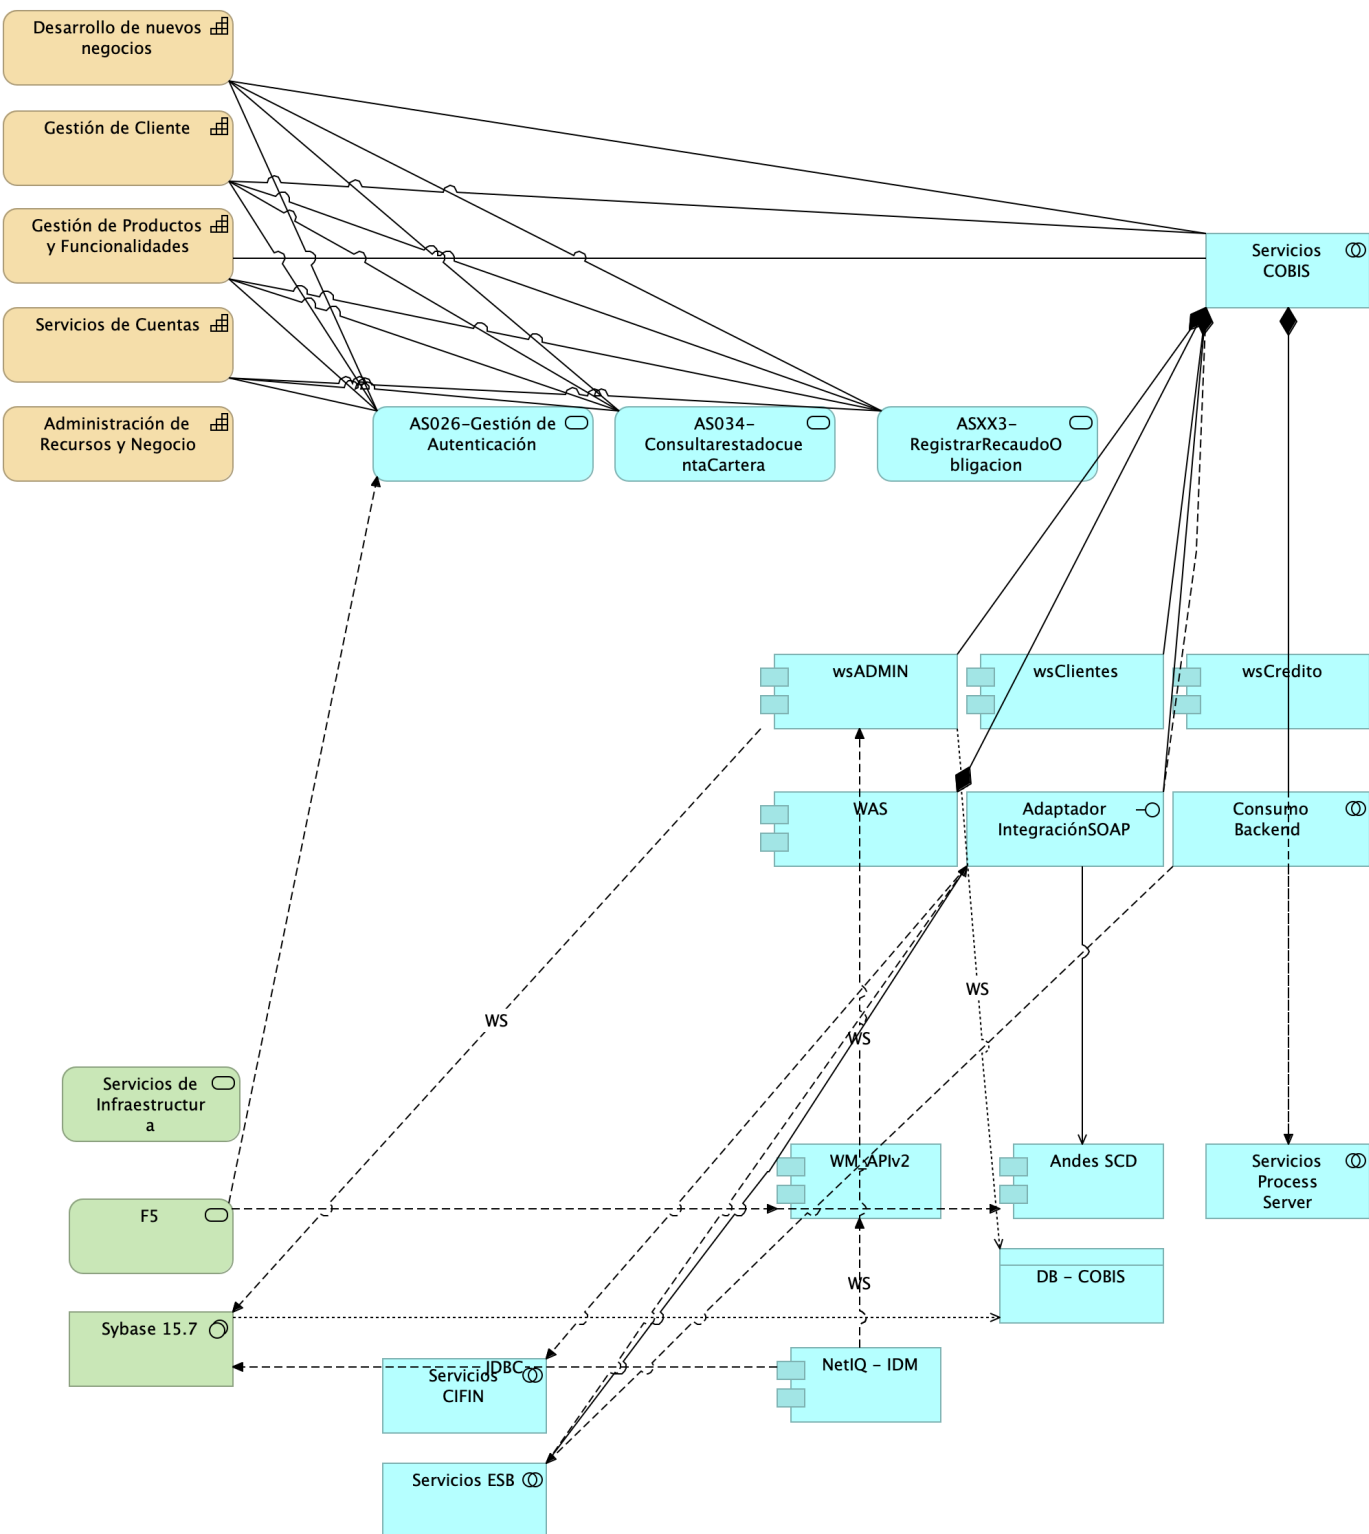 Desarrollo de nuevos
negocios
Gestión de Cliente
Gestión de Productos
y Funcionalidades
Servicios
COBIS
Servicios de Cuentas
Administración de
Recursos y Negocio
AS026-Gestión de
Autenticación
AS034-
Consultarestadocue
ntaCartera
ASXX3-
RegistrarRecaudoO
bligacion
wsADMIN
wsClientes
wsCredito
WAS
Adaptador
IntegraciónSOAP
Consumo
Backend
WS
WS
WS
Servicios de
Infraestructur
a
WM_APIv2
Andes SCD
Servicios
Process
Server
F5
DB - COBIS
WS
Sybase 15.7
JDBC
Servicios
CIFIN
NetIQ - IDM
Servicios ESB